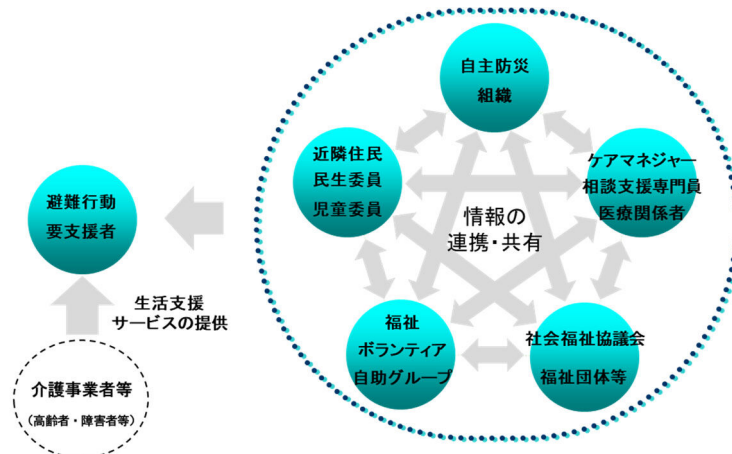 自主防災
組織
近隣住民
民生委員
児童委員
ケアマネジャー
相談支援専門員
医療関係者
避難行動
要支援者
情報の
連携・共有
生活支援
サービスの提供
福祉
ボランティア
自助グループ
社会福祉協議会
福祉団体等
介護事業者等
(高齢者・障害者等)